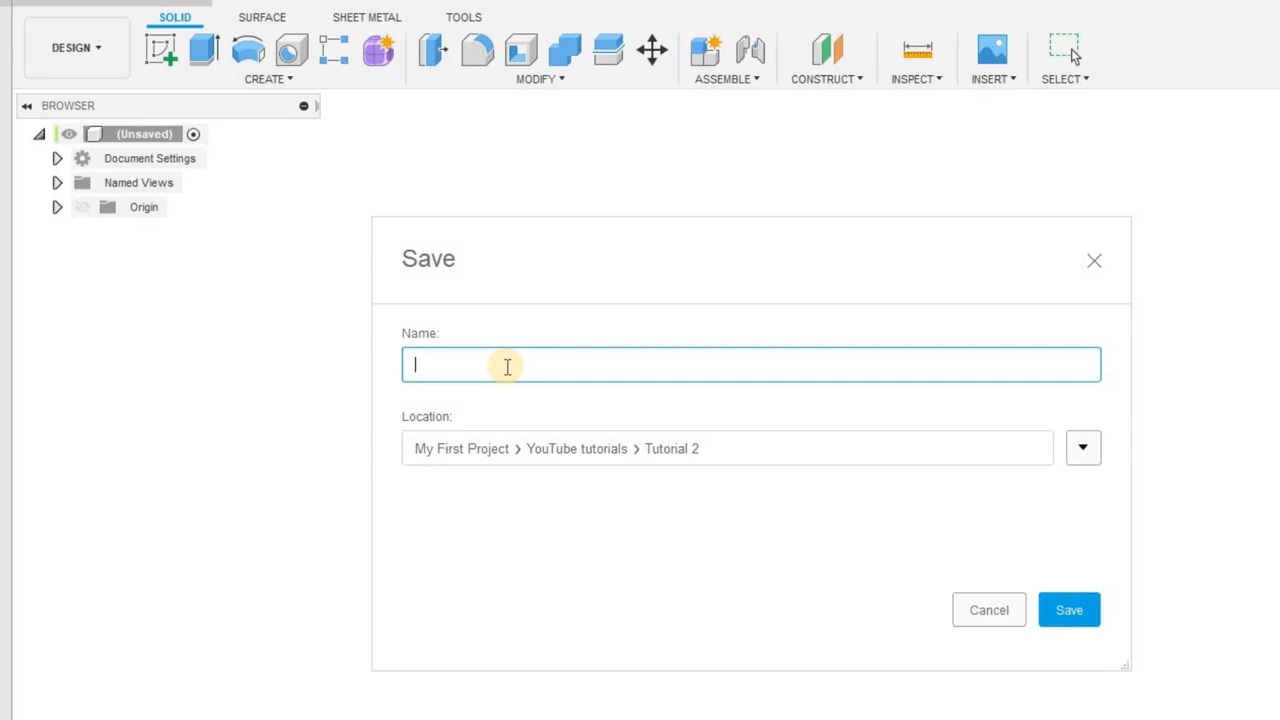 SOLID SURFACE SHEET METAL TOOLS
DESIGN
CREATE MODIFY ASSEMBLE CONSTRUCT INSPECT INSERT SELECT
BROWSER
(Unsaved)
Document Settings
Named Views
Origin
Save
Name:
Location:
My First Project > YouTube tutorials > Tutorial 2
Cancel Save